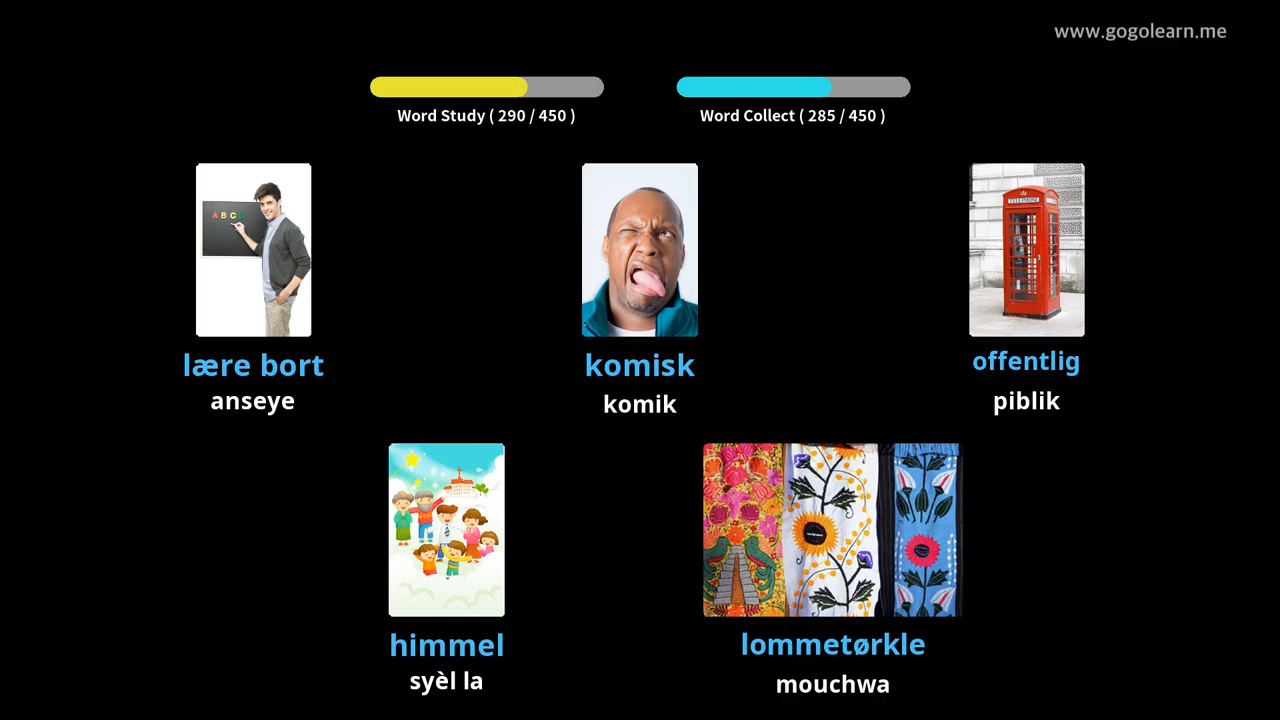 www.gogolearn.me
Word Study ( 290 / 450 )
Word Collect ( 285 / 450 )
A B C D
TELEPHONE
lære bort
anseye
komisk
komik
offentlig
piblik
himmel
syèl la
lommetørkle
mouchwa